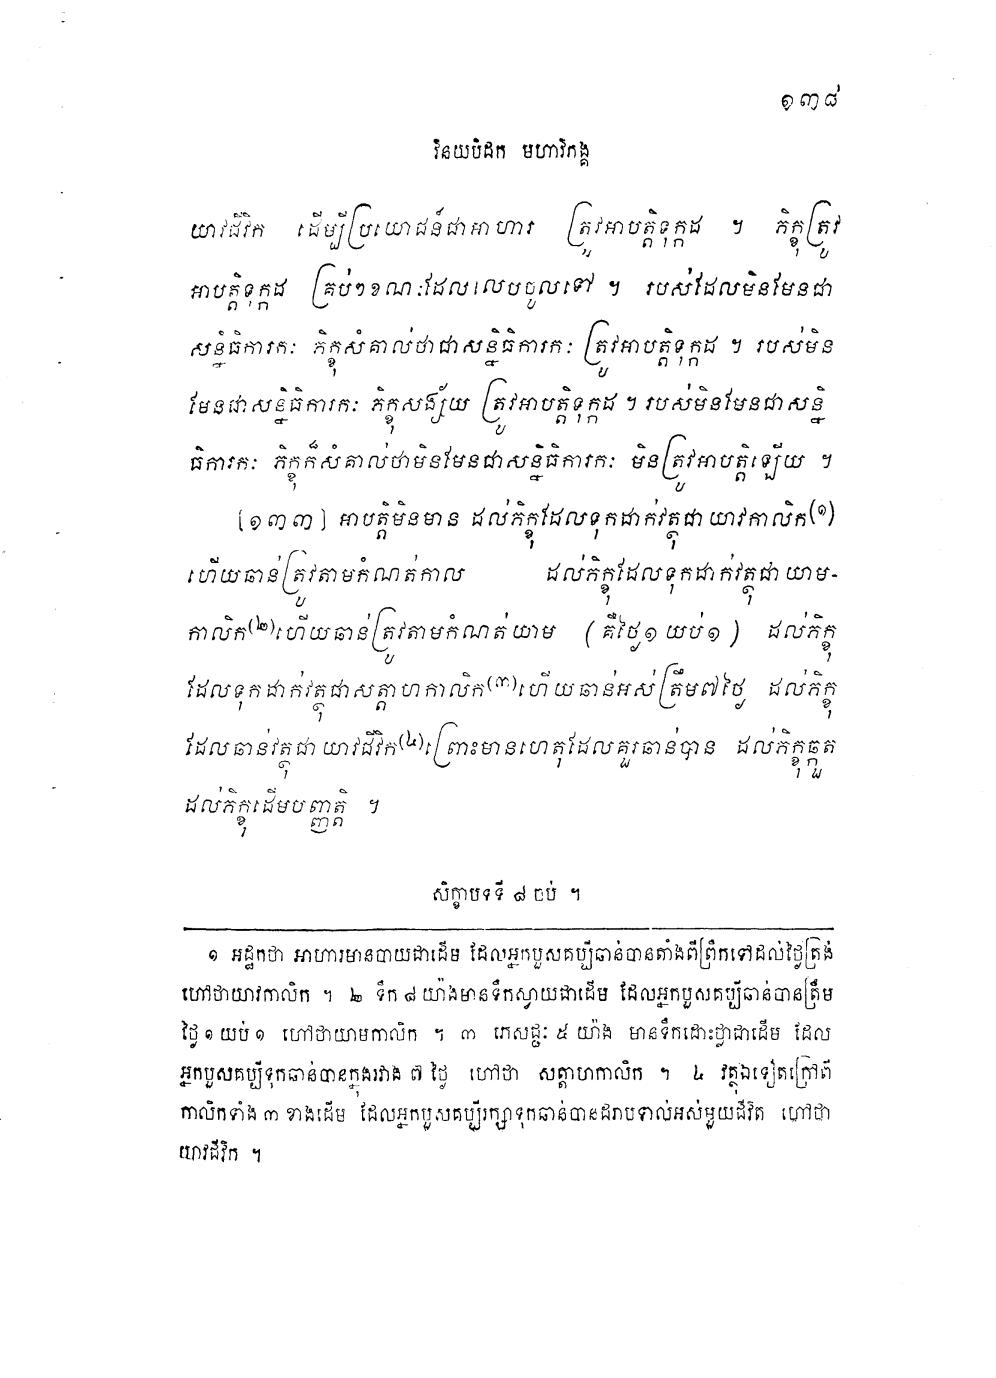 ១៣៨
វិនយបិដក មហាវិភង្គ
យាវជីវិក ដើម្បីប្រយោជន៍ជាអាហារ ត្រូវអាបត្តិទុក្កដ ។ ភិក្ខុត្រូវ
អាបត្តិទុក្កដ គ្រប់ៗខណៈដែលលេបចូលទៅ ។ របស់ដែលមិនមែនជា
សន្និធិការកៈ ភិក្ខុសំគាល់ថាជាសន្និធិការកៈ ត្រូវអាបត្តិទុក្កដ ។ របស់មិន
មែនជាសន្និធិការកៈ ភិក្ខុសង្ស័យ ត្រូវអាបត្តិទុក្កដ ។ របស់មិនមែនជាសន្និ
ធិការកៈ ភិក្ខុក៏សំគាល់ថាមិនមែនជាសន្និធិការកៈ មិនត្រូវអាបត្តិឡើយ ។
[១៣៣] អាបត្តិមិនមាន ដល់ភិក្ខុដែលទុកដាក់វត្ថុជាយាវកាលិក(១)
ហើយឆាន់ត្រូវតាមកំណត់កាល ដល់ភិក្ខុដែលទុកដាក់វត្ថុជាយាម-
កាលិក(២)ហើយឆាន់ត្រូវតាមកំណត់យាម (គឺថ្ងៃ១យប់១) ដល់ភិក្ខុ
ដែលទុកដាក់វត្ថុជាសត្តាហកាលិក(៣)ហើយឆាន់អស់ត្រឹម៧ថ្ងៃ ដល់ភិក្ខុ
ដែលឆាន់វត្ថុជាយាវជីវិក(៤)ព្រោះមានហេតុដែលគួរឆាន់បាន ដល់ភិក្ខុឆ្កួត
ដល់ភិក្ខុដើមបញ្ញត្តិ ។
សិក្ខាបទទី ៨ ចប់ ។
១ អដ្ឋកថា អាហារមានបាយជាដើម ដែលអ្នកបួសគប្បីឆាន់បានតាំងពីព្រឹកទៅដល់ថ្ងៃត្រង់
ហៅថាយាវកាលិក ។ ២ ទឹក ៨ យ៉ាងមានទឹកស្វាយជាដើម ដែលអ្នកបួសគប្បីឆាន់បានត្រឹម
ថ្ងៃ ១ យប់ ១ ហៅថាយាមកាលិក ។ ៣ ភេសជ្ជៈ ៥ យ៉ាង មានទឹកដោះថ្លាជាដើម ដែល
អ្នកបួសគប្បីទុកឆាន់បានក្នុងរវាង ៧ ថ្ងៃ ហៅថា សត្តាហកាលិក ។ ៤ វត្ថុឯទៀតក្រៅពី
កាលិកទាំង ៣ ខាងដើម ដែលអ្នកបួសគប្បីរក្សាទុកឆាន់បានដរាបទាល់អស់មួយជីវិត ហៅថា
យាវជីវិក ។